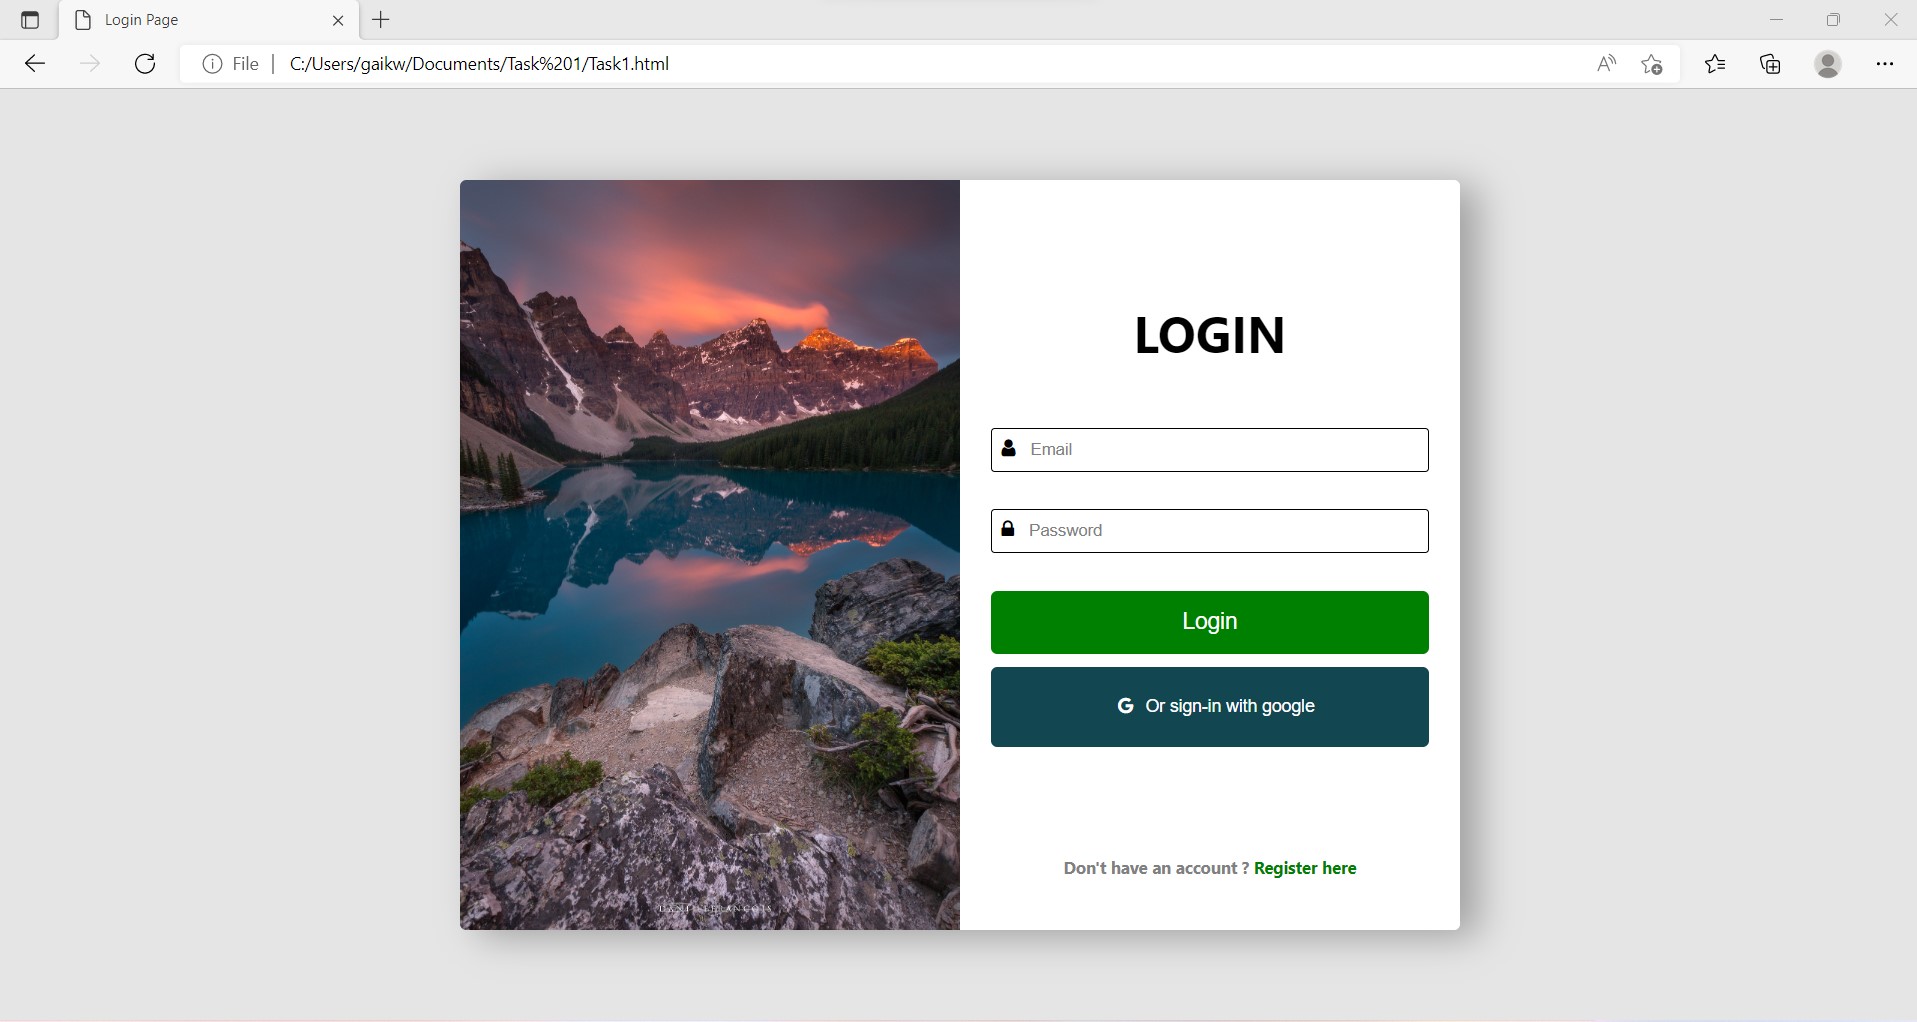 Login Page
File
C:/Users/gaikw/Documents/Task%201/Task1.html
LOGIN
Email
Password
Login
G Or sign-in with google
Don't have an account ? Register here